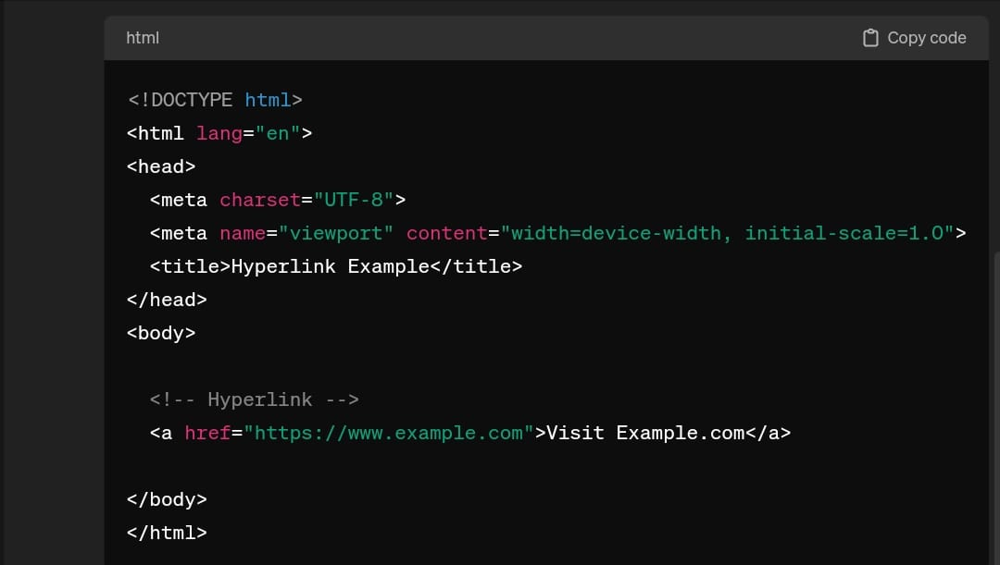 html
Copy code
<!DOCTYPE html>
<html lang="en">
<head>
<meta charset="UTF-8">
<meta name="viewport" content="width=device-width, initial-scale=1.0">
<title>Hyperlink Example</title>
</head>
<body>
<!-- Hyperlink -->
<a href="https://www.example.com">Visit Example.com</a>
</body>
</html>